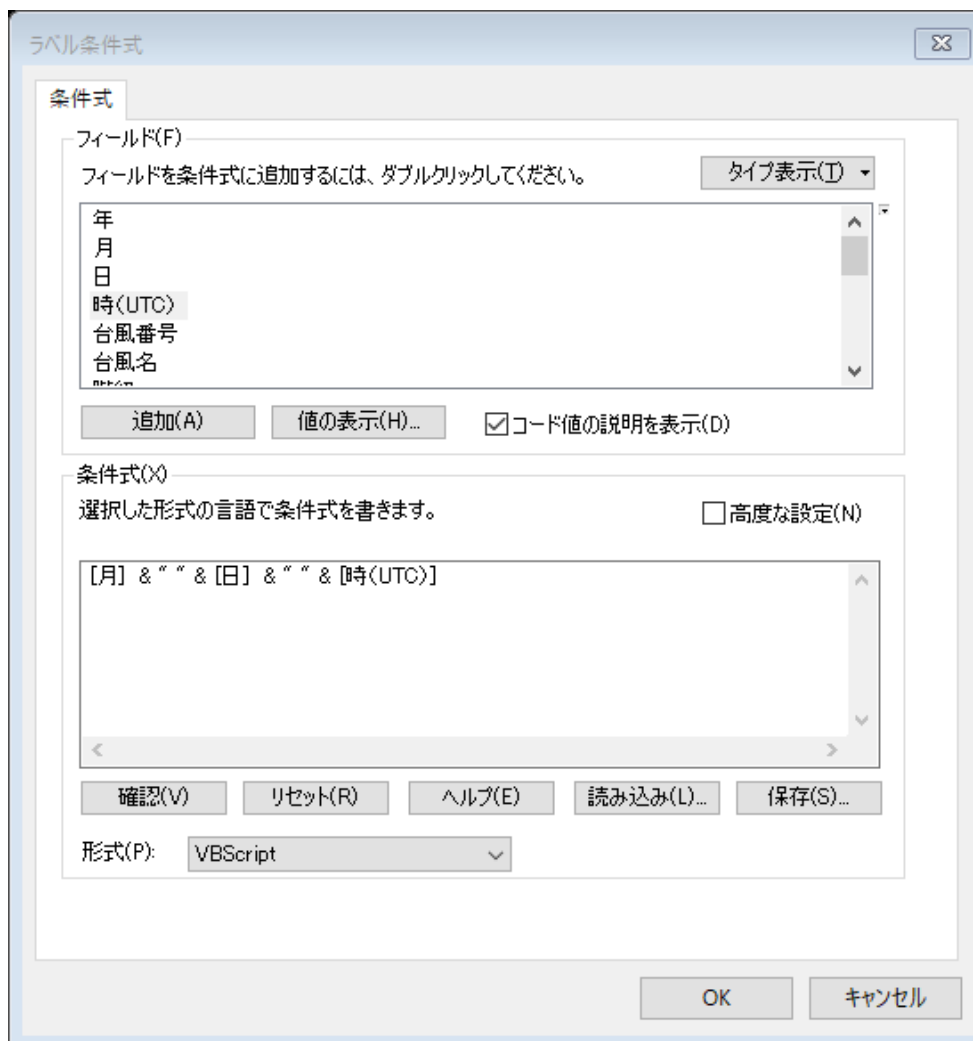 ラベル条件式
条件式
フィールド(F)
フィールドを条件式に追加するには、ダブルクリックしてください。
タイプ表示(T)
年
月
日
時(UTC)
台風番号
台風名
追加(A)
値の表示(H)...
コード値の説明を表示(D)
条件式(X)
選択した形式の言語で条件式を書きます。
高度な設定(N)
[月] & " " & [日] & " " & [時(UTC)]
確認(V)
リセット(R)
ヘルプ(E)
読み込み(L)...
保存(S)...
形式(P):
VBScript
OK
キャンセル